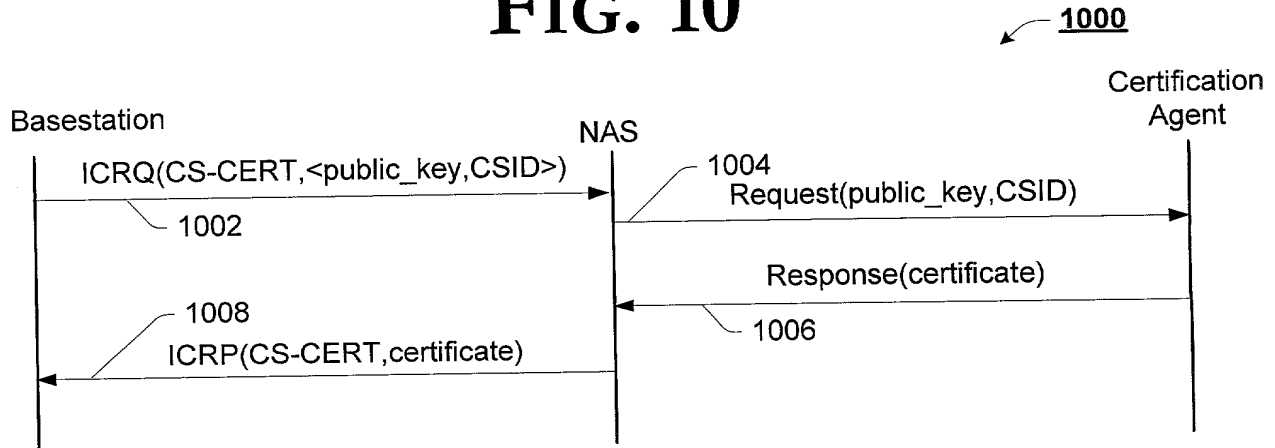 FIG. 10
1000
Certification
Agent
Basestation
NAS
ICRQ(CS-CERT,<public_key,CSID>)
1004
Request(public_key,CSID)
1002
Response(certificate)
1008
1006
ICRP(CS-CERT,certificate)